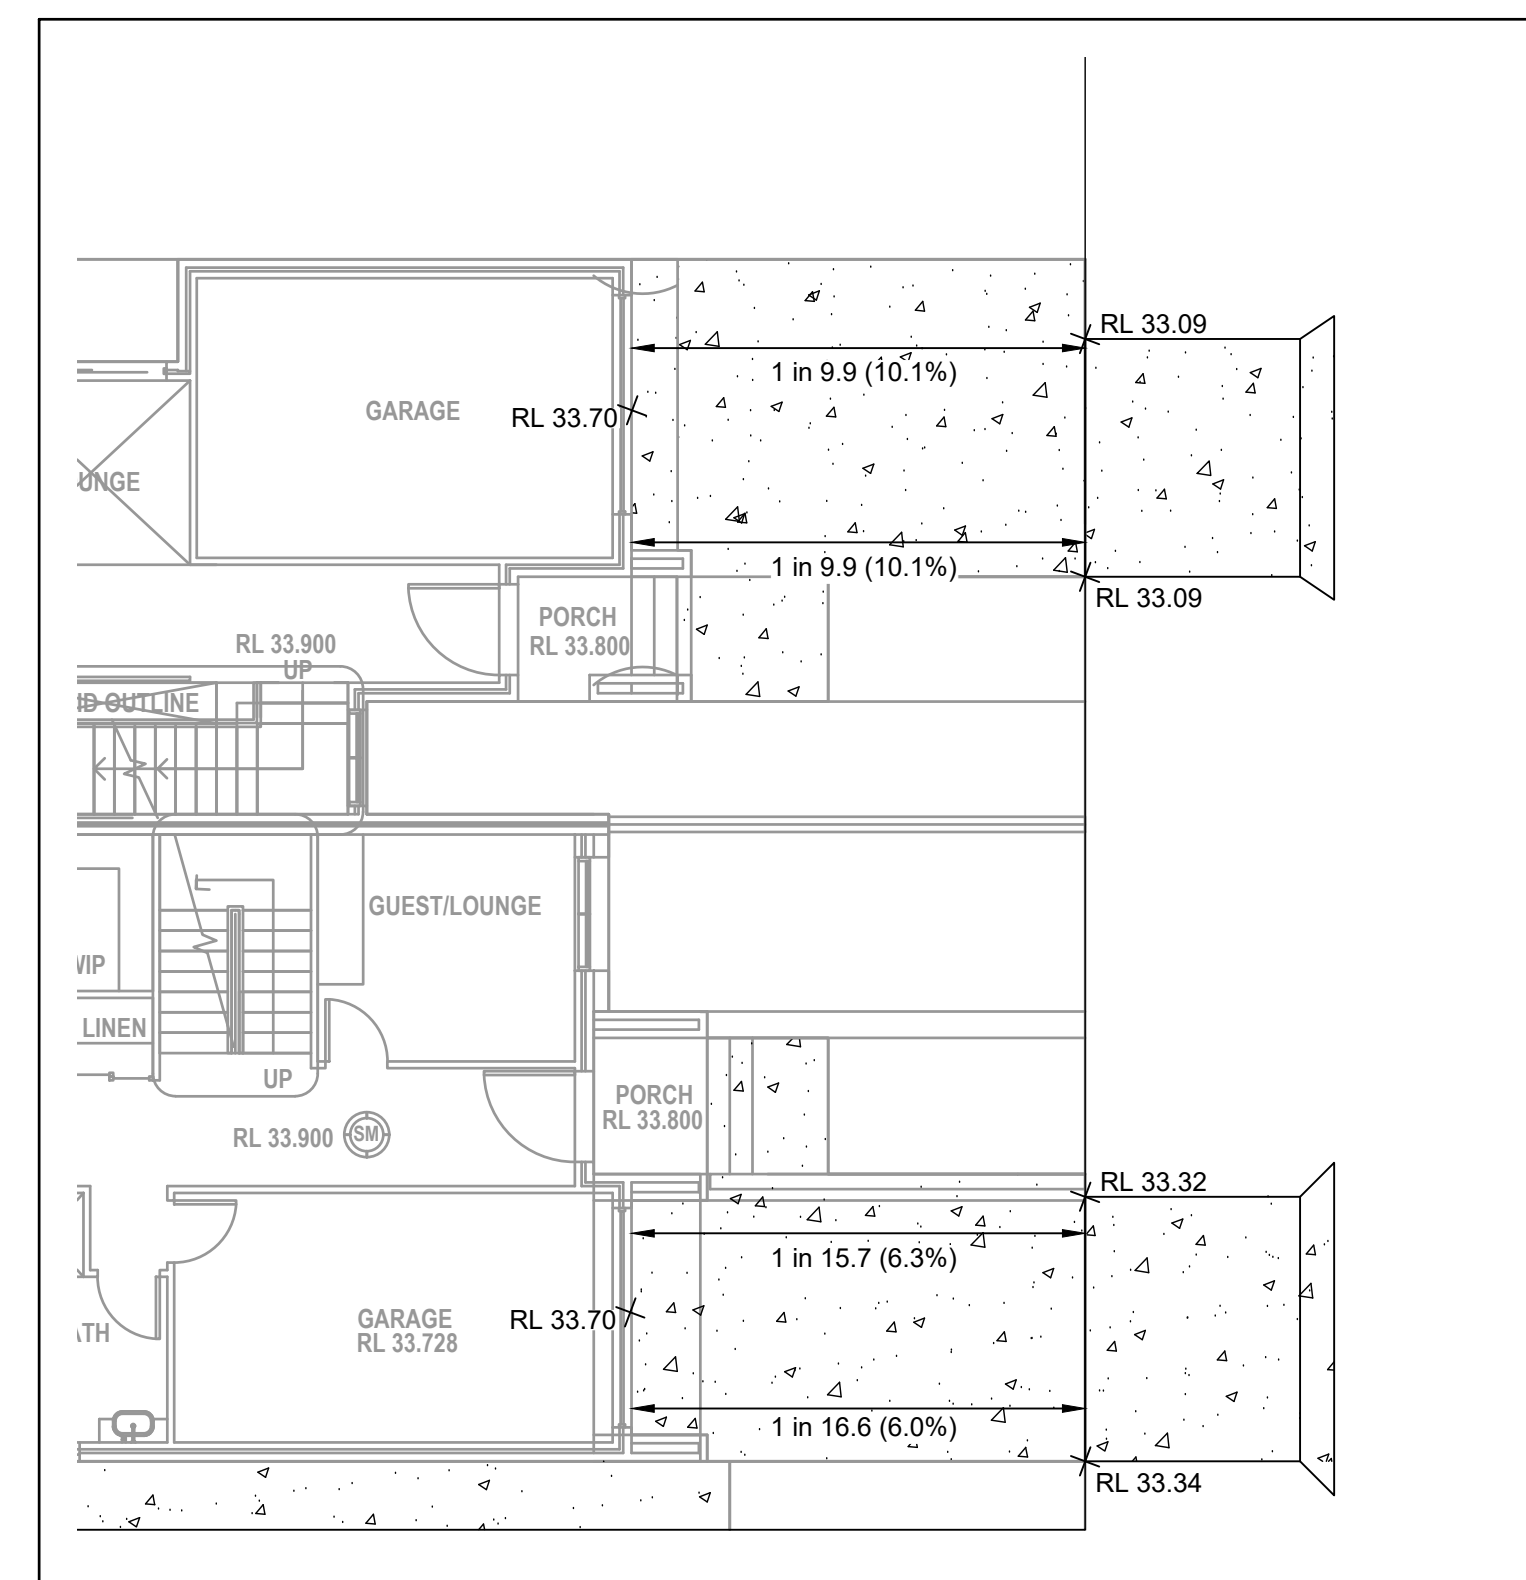 RL 33.09
1 in 9.9 (10.1%)
GARAGE
RL 33.70
UNGE
1 in 9.9 (10.1%)
RL 33.09
PORCH
RL 33.800
RL 33.900
UP
ID OUTLINE
GUEST/LOUNGE
WIP
LINEN
UP
PORCH
RL 33.800
RL 33.900
SM
RL 33.32
1 in 15.7 (6.3%)
GARAGE
RL 33.728
RL 33.70
ATH
1 in 16.6 (6.0%)
RL 33.34